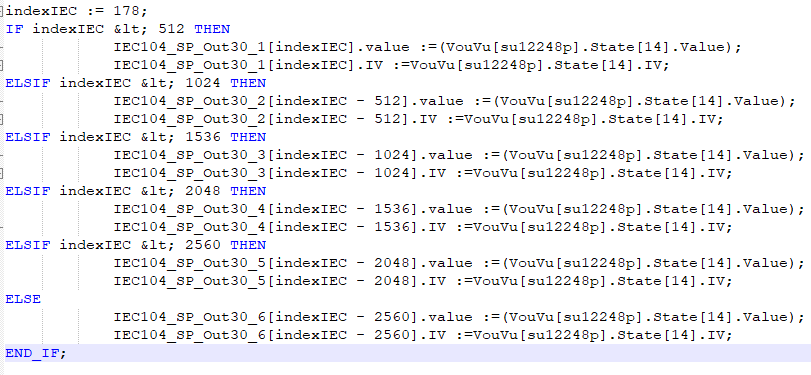 indexIEC := 178;
IF indexIEC &lt; 512 THEN
IEC104_SP_Out30_1[indexIEC].value :=(VouVu[su12248p].State[14].Value);
IEC104_SP_Out30_1[indexIEC].IV :=VouVu[su12248p].State[14].IV;
ELSIF indexIEC &lt; 1024 THEN
IEC104_SP_Out30_2[indexIEC - 512].value :=(VouVu[su12248p].State[14].Value);
IEC104_SP_Out30_2[indexIEC - 512].IV :=VouVu[su12248p].State[14].IV;
ELSIF indexIEC &lt; 1536 THEN
IEC104_SP_Out30_3[indexIEC - 1024].value :=(VouVu[su12248p].State[14].Value);
IEC104_SP_Out30_3[indexIEC - 1024].IV :=VouVu[su12248p].State[14].IV;
ELSIF indexIEC &lt; 2048 THEN
IEC104_SP_Out30_4[indexIEC - 1536].value :=(VouVu[su12248p].State[14].Value);
IEC104_SP_Out30_4[indexIEC - 1536].IV :=VouVu[su12248p].State[14].IV;
ELSIF indexIEC &lt; 2560 THEN
IEC104_SP_Out30_5[indexIEC - 2048].value :=(VouVu[su12248p].State[14].Value);
IEC104_SP_Out30_5[indexIEC - 2048].IV :=VouVu[su12248p].State[14].IV;
ELSE
IEC104_SP_Out30_6[indexIEC - 2560].value :=(VouVu[su12248p].State[14].Value);
IEC104_SP_Out30_6[indexIEC - 2560].IV :=VouVu[su12248p].State[14].IV;
END_IF;